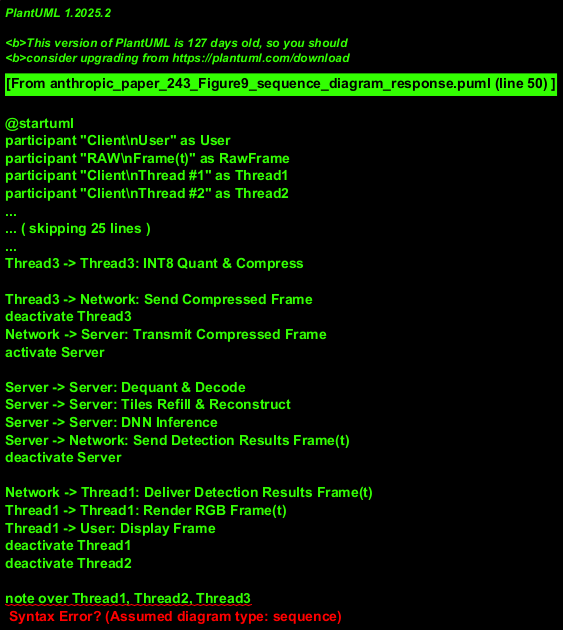 PlantUML 1.2025.2
<b>This version of PlantUML is 127 days old, so you should
<b>consider upgrading from https://plantuml.com/download
[From anthropic_paper_243_Figure9_sequence_diagram_response.puml (line 50) ]
@startuml
participant "Client\nUser" as User
participant "RAW\nFrame(t)" as RawFrame
participant "Client\nThread #1" as Thread1
participant "Client\nThread #2" as Thread2
...
... ( skipping 25 lines )
...
Thread3 -> Thread3: INT8 Quant & Compress
Thread3 -> Network: Send Compressed Frame
deactivate Thread3
Network -> Server: Transmit Compressed Frame
activate Server
Server -> Server: Dequant & Decode
Server -> Server: Tiles Refill & Reconstruct
Server -> Server: DNN Inference
Server -> Network: Send Detection Results Frame(t)
deactivate Server
Network -> Thread1: Deliver Detection Results Frame(t)
Thread1 -> Thread1: Render RGB Frame(t)
Thread1 -> User: Display Frame
deactivate Thread1
deactivate Thread2
note over Thread1, Thread2, Thread3
Syntax Error? (Assumed diagram type: sequence)